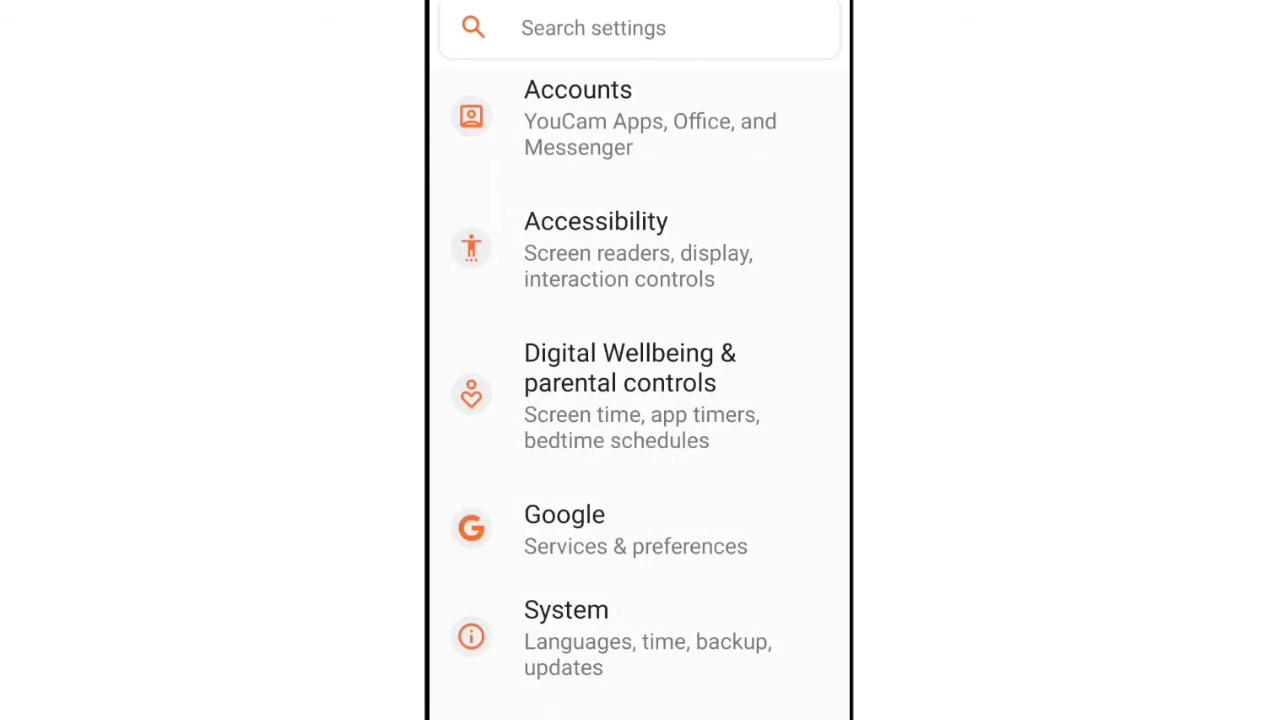 Search settings
Accounts
YouCam Apps, Office, and
Messenger
Accessibility
Screen readers, display,
interaction controls
Digital Wellbeing &
parental controls
Screen time, app timers,
bedtime schedules
Google
Services & preferences
System
Languages, time, backup,
updates